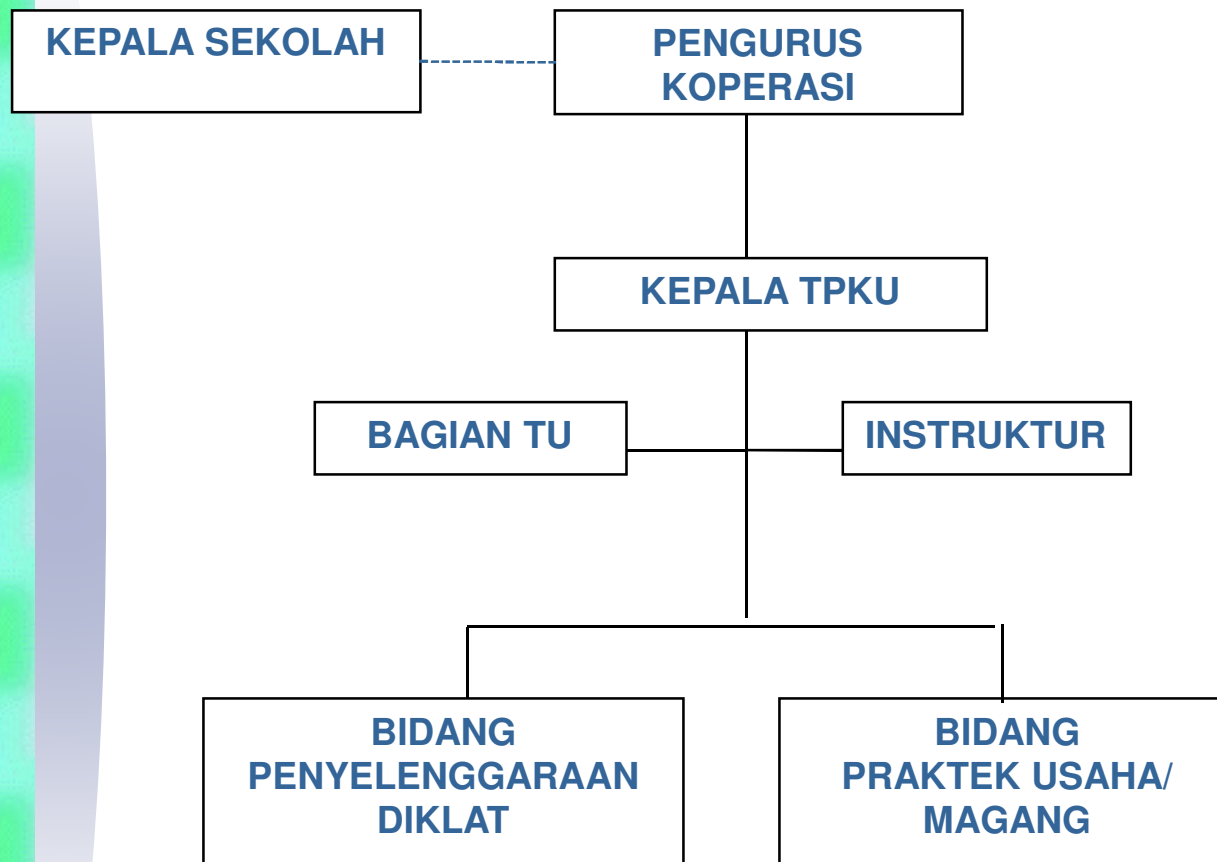 KEPALA SEKOLAH
PENGURUS
KOPERASI
KEPALA TPKU
BAGIAN TU
INSTRUKTUR
BIDANG
PENYELENGGARAAN
DIKLAT
BIDANG
PRAKTEK USAHA/
MAGANG